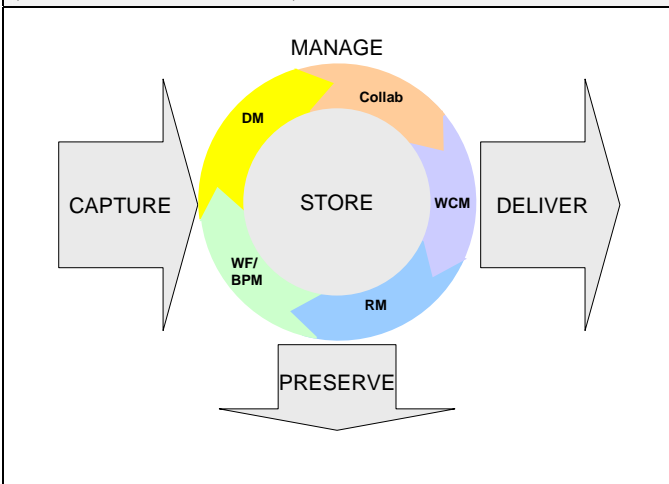 MANAGE
Collab
DM
CAPTURE
STORE
WCM
DELIVER
WF/
BPM
RM
PRESERVE